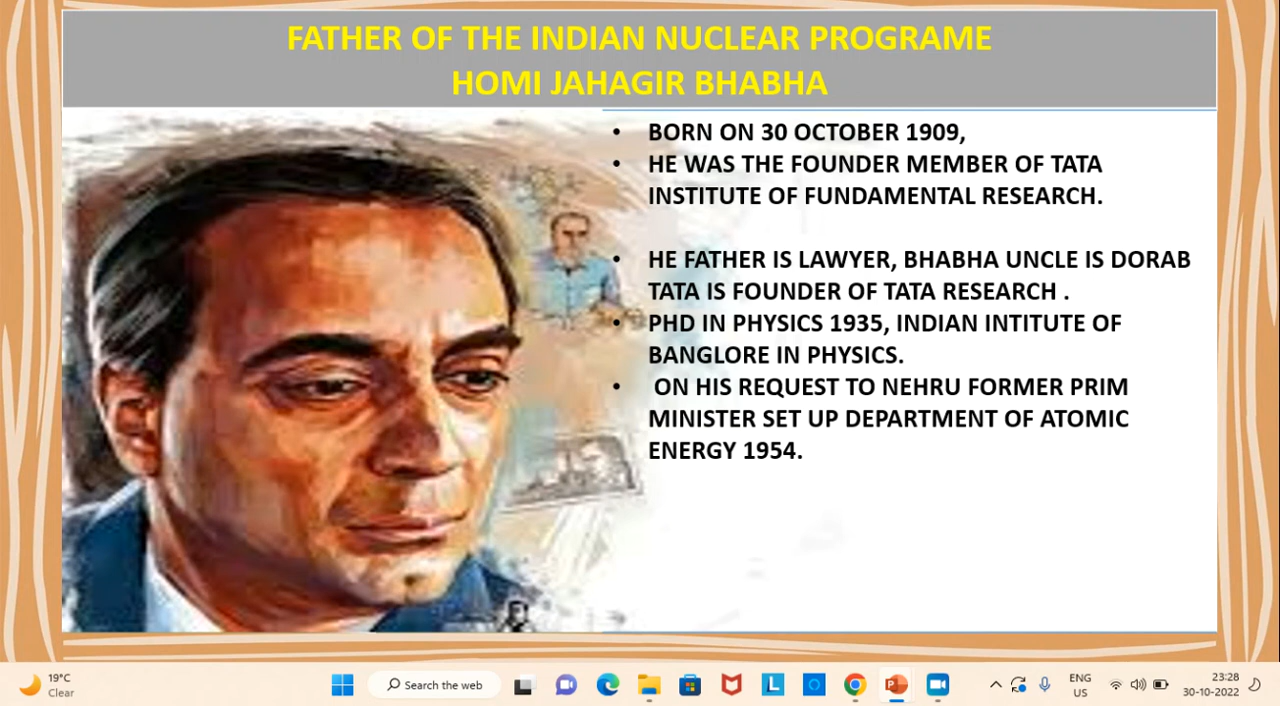 FATHER OF THE INDIAN NUCLEAR PROGRAME
HOMI JAHAGIR BHABHA
• BORN ON 30 OCTOBER 1909,
• HE WAS THE FOUNDER MEMBER OF TATA
INSTITUTE OF FUNDAMENTAL RESEARCH.
• HE FATHER IS LAWYER, BHABHA UNCLE IS DORAB
TATA IS FOUNDER OF TATA RESEARCH .
• PHD IN PHYSICS 1935, INDIAN INTITUTE OF
BANGLORE IN PHYSICS.
• ON HIS REQUEST TO NEHRU FORMER PRIM
MINISTER SET UP DEPARTMENT OF ATOMIC
ENERGY 1954.
19°C
Clear
Search the web
ENG
US
23:28
30-10-2022